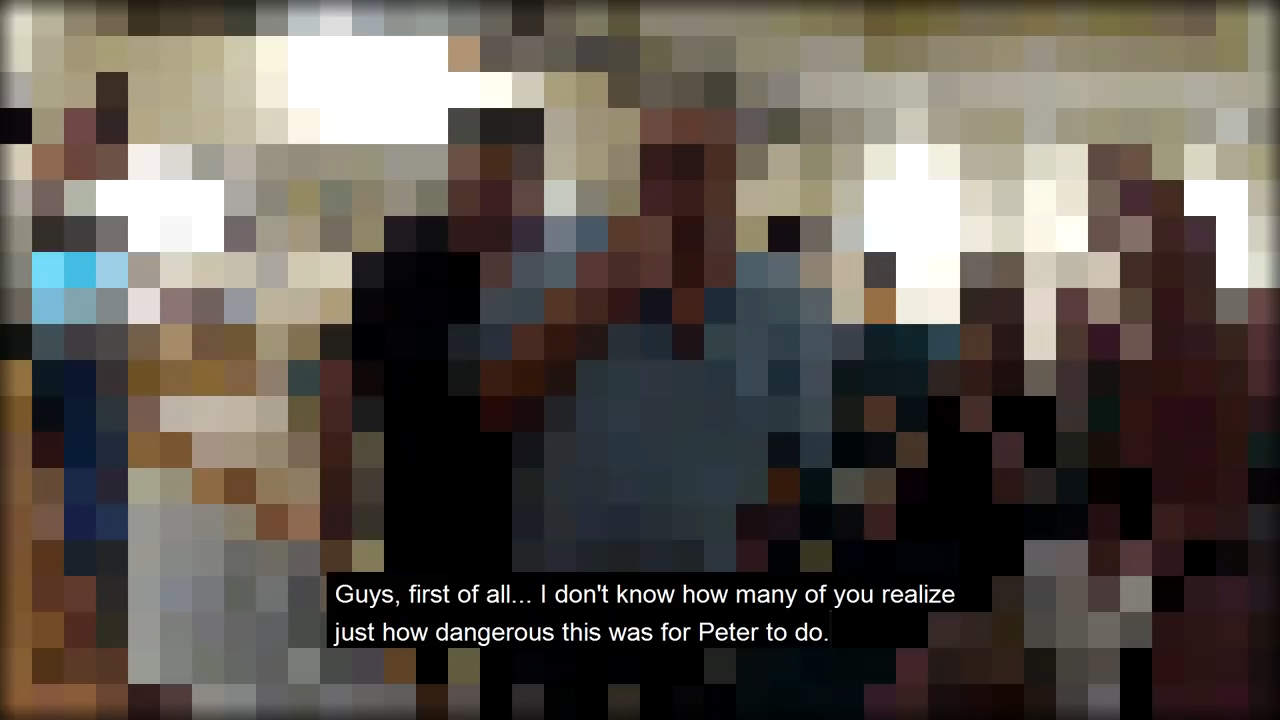 Guys, first of all... I don't know how many of you realize
just how dangerous this was for Peter to do.